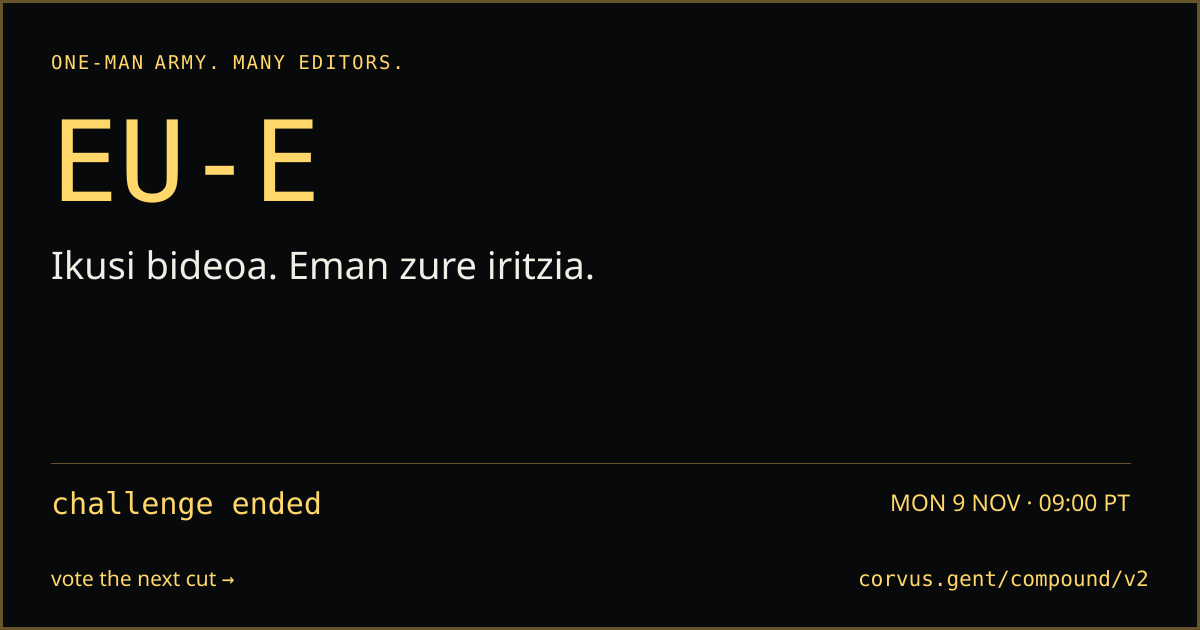 ONE-MAN ARMY. MANY EDITORS.
EU-E
Ikusi bideoa. Eman zure iritzia.
challenge ended
MON 9 NOV · 09:00 PT
vote the next cut →
corvus.gent/compound/v2